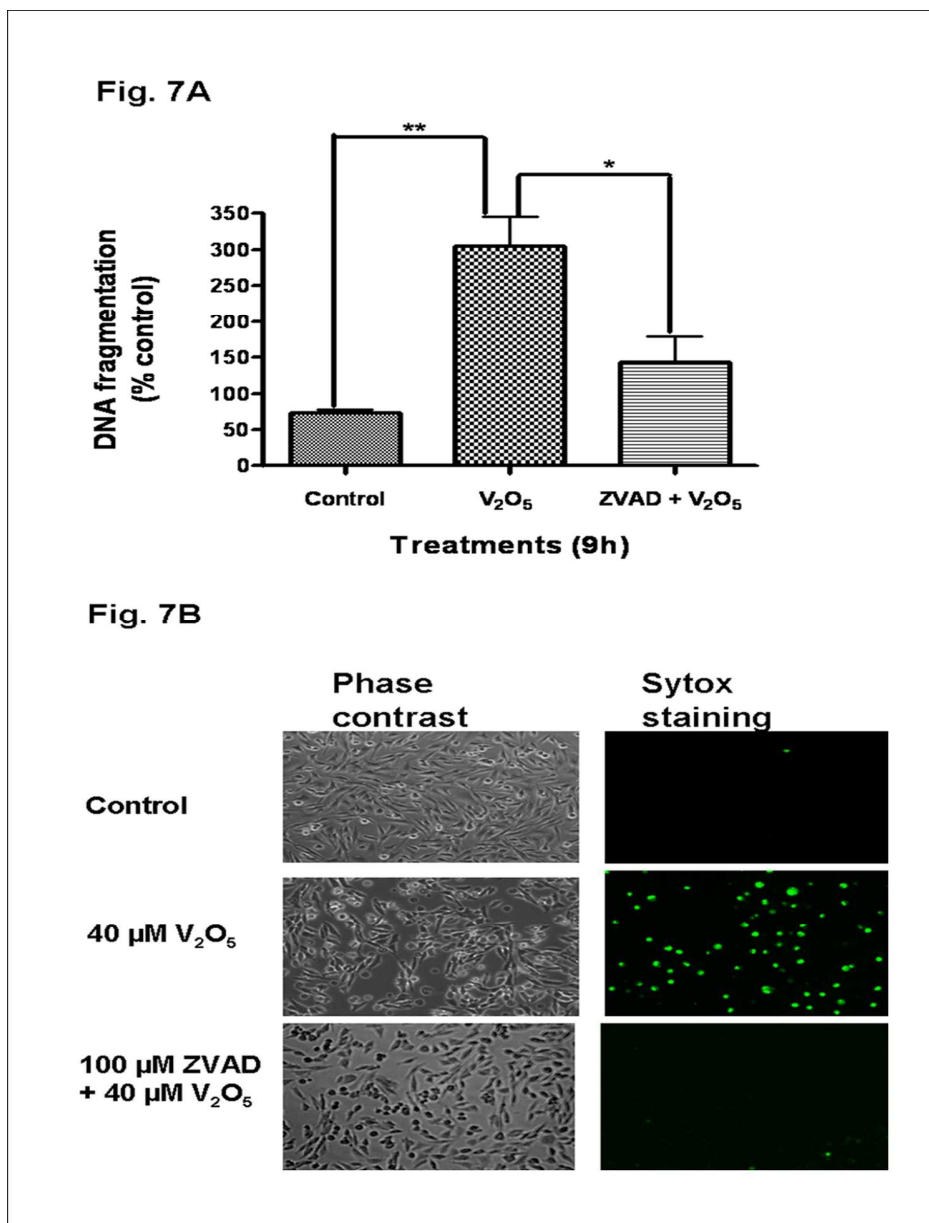 Fig. 7A
**
*
DNA fragmentation
(% control)
350
300
250
200
150
100
50
0
Control
V₂O₅
ZVAD + V₂O₅
Treatments (9h)
Fig. 7B
Phase
contrast
Sytox
staining
Control
40 µM V₂O₅
100 µM ZVAD
+ 40 µM V₂O₅